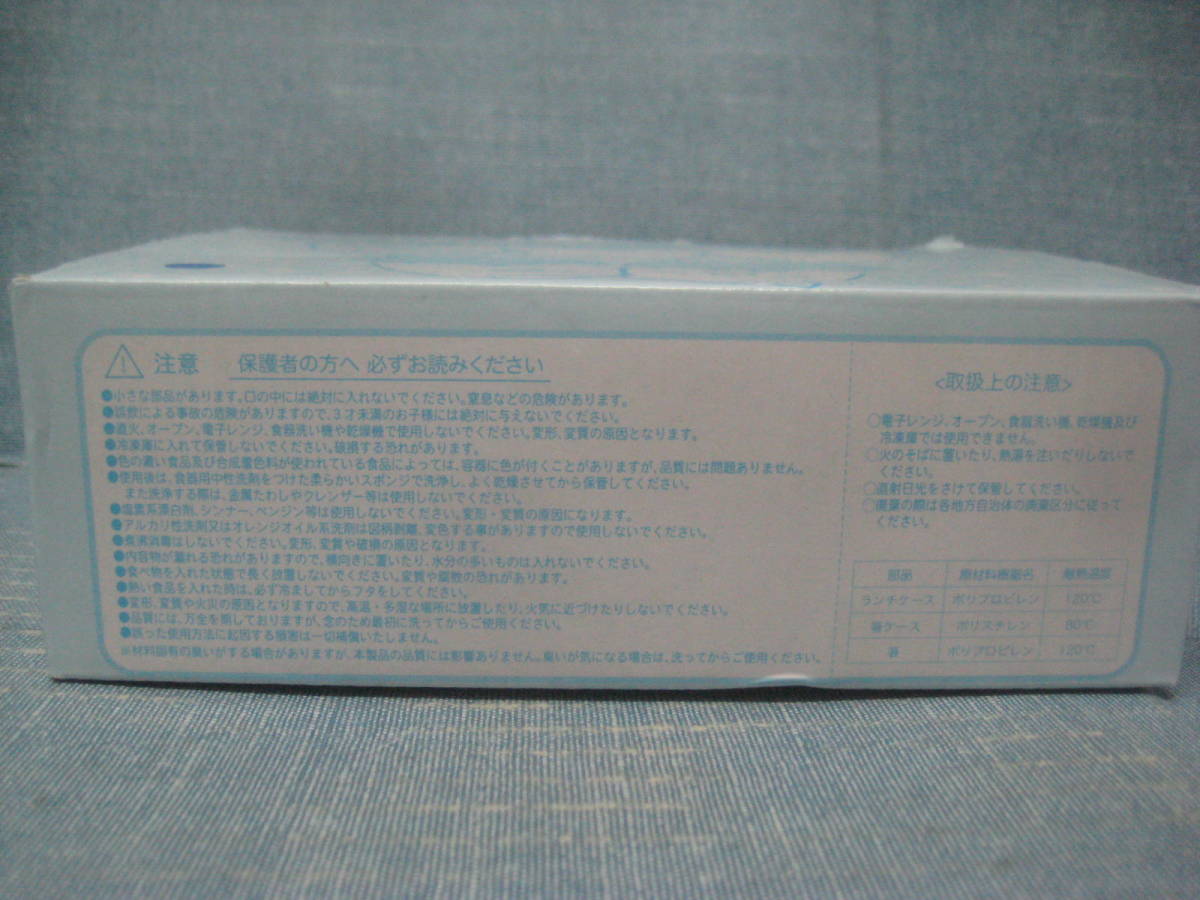 注意 保護者の方へ 必ずお読みください
●小さな部品があります。口の中には絶対に入れないでください。窒息などの危険があります。
●誤飲による事故の危険がありますので、3才未満のお子様には絶対に与えないでください。
●直火、オーブン、電子レンジ、食器洗い機や乾燥機で使用しないでください。変形、変質の原因となります。
●冷凍庫に入れて保管しないでください。破損する恐れがあります。
●色の濃い食品及び合成着色料が使われている食品によっては、容器に色が付くことがありますが、品質には問題ありません。
●使用後は、食器用中性洗剤をつけた柔らかいスポンジで洗浄し、よく乾燥させてから保管してください。
また洗浄する際は、金属たわしやクレンザー等は使用しないでください。
●塩素系漂白剤、シンナー、ベンジン等は使用しないでください。変形・変質の原因になります。
●アルカリ性洗剤又はオレンジオイル系洗剤は図柄剥離、変色する事がありますので使用しないでください。
●煮沸消毒はしないでください。変形、変質や破損の原因となります。
●内容物が漏れる恐れがありますので、横向きに置いたり、水分の多いものは入れないでください。
●食べ物を入れた状態で長く放置しないでください。変質や腐敗の恐れがあります。
●熱い食品を入れた時は、必ず冷ましてからフタをしてください。
●変形、変質や火災の原因となりますので、高温・多湿な場所に放置したり、火気に近づけたりしないでください。
●品質には、万全を期しておりますが、念のため最初に洗ってからご使用ください。
●誤った使用方法に起因する損害は一切補償いたしません。
※材料固有の臭いがする場合がありますが、本製品の品質には影響ありません。臭いが気になる場合は、洗ってからご使用ください。
<取扱上の注意>
○電子レンジ、オーブン、食器洗い機、乾燥機及び
冷凍庫では使用できません。
○火のそばに置いたり、熱湯を注いだりしないで
ください。
○直射日光をさけて保管してください。
○廃棄の際は各地方自治体の廃棄区分に従って
ください。
部品 原材料樹脂名 耐熱温度
ランチケース ポリプロピレン 120℃
箸ケース ポリスチレン 80℃
箸 ポリプロピレン 120℃